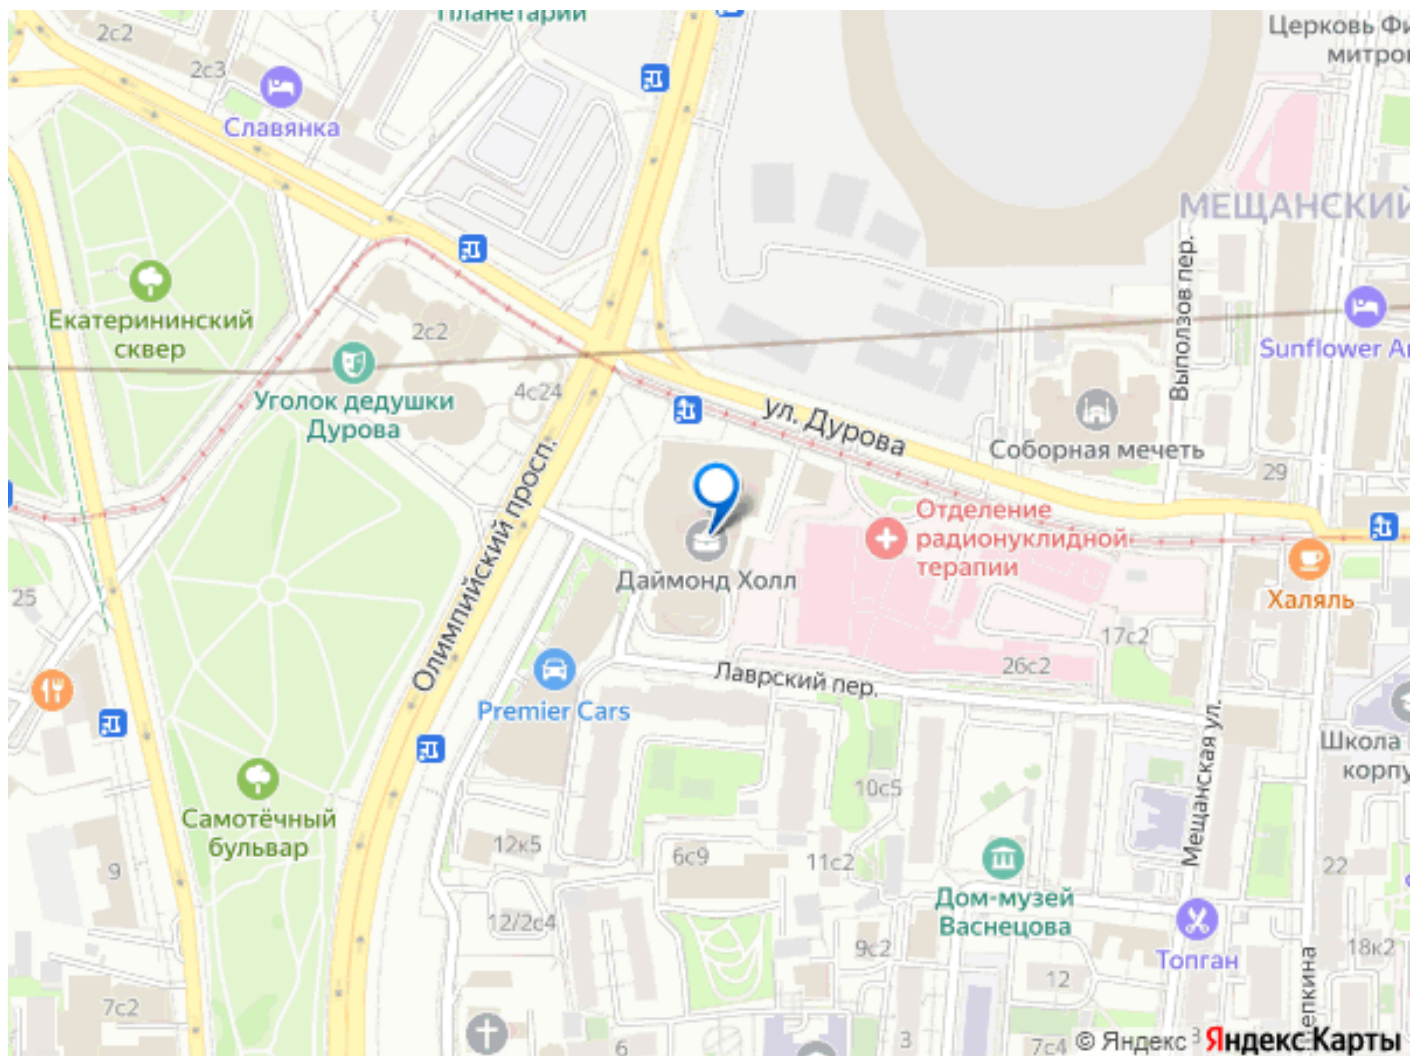 Планетарий
2с2
2с3
Славянка
Церковь Фи
митро
МЕЩАНСКИЙ
Екатерининский
сквер
2с2
Уголок дедушки
Дурова
4с24
ул. Дурова
Выползов пер.
Sunflower A
Соборная мечеть
29
Олимпийский просп.
Даймонд Холл
Отделение
радионуклидной
терапии
Халяль
25
17с2
26с2
Лаврский пер.
Premier Cars
Мещанская ул.
Школа
корпу
Самотёчный
бульвар
10с5
12к5
6с9
11с2
22
9
Дом-музей
Васнецова
12/2с4
9с2
Топган
18к2
12
7с2
6
3
7с4
епкина
3
© Яндекс
Яндекс Карты